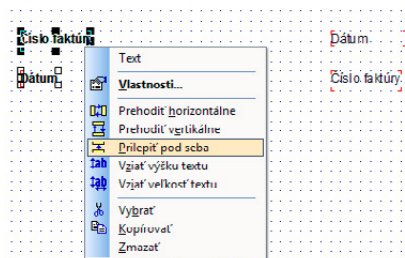 Číslo faktúry Dátum
Text
Dátum Číslo faktúry
Vlastnosti...
Prehodiť horizontálne
Prehodiť vertikálne
Prilepiť pod seba
Vziať výšku textu
Vziať veľkosť textu
Vybrať
Kopírovať
Zmazať